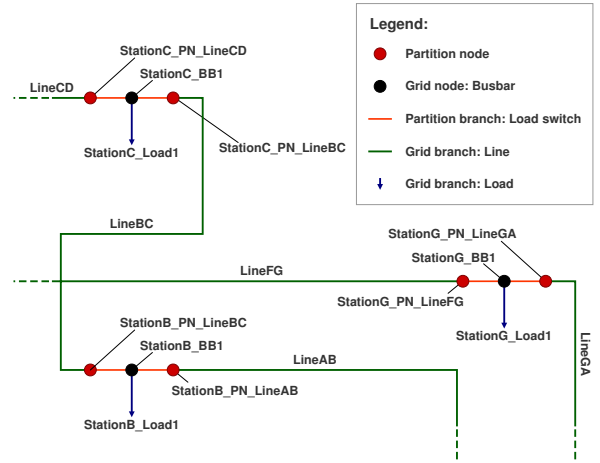 Legend:
Partition node
Grid node: Busbar
Partition branch: Load switch
Grid branch: Line
Grid branch: Load
StationC_PN_LineCD
StationC_BB1
LineCD
StationC_Load1
StationC_PN_LineBC
LineBC
StationG_PN_LineGA
StationG_BB1
LineFG
StationG_PN_LineFG
StationG_Load1
LineGA
StationB_PN_LineBC
StationB_BB1
LineAB
StationB_PN_LineAB
StationB_Load1